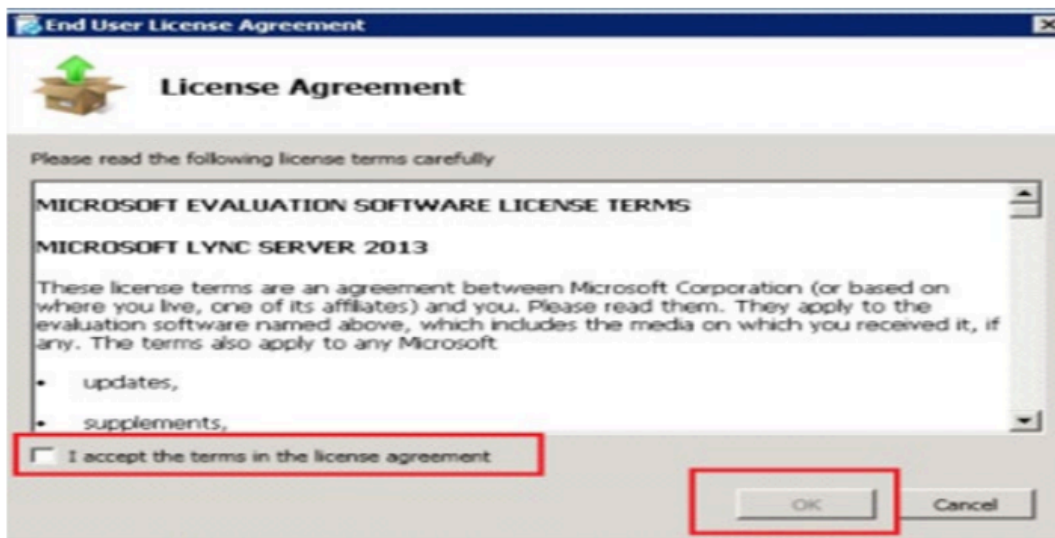 End User License Agreement
License Agreement
Please read the following license terms carefully
MICROSOFT EVALUATION SOFTWARE LICENSE TERMS
MICROSOFT LYNC SERVER 2013
These license terms are an agreement between Microsoft Corporation (or based on
where you live, one of its affiliates) and you. Please read them. They apply to the
evaluation software named above, which includes the media on which you received it, if
any. The terms also apply to any Microsoft
• updates,
• supplements,
I accept the terms in the license agreement
OK Cancel